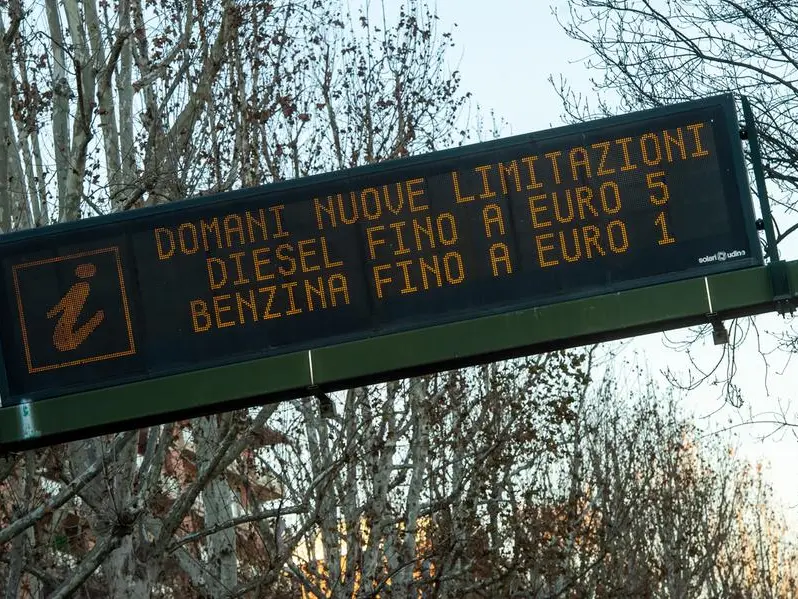 DOMANI NUOVE LIMITAZIONI
DIESEL FINO A EURO 5
BENZINA FINO A EURO 1
i
solari udine